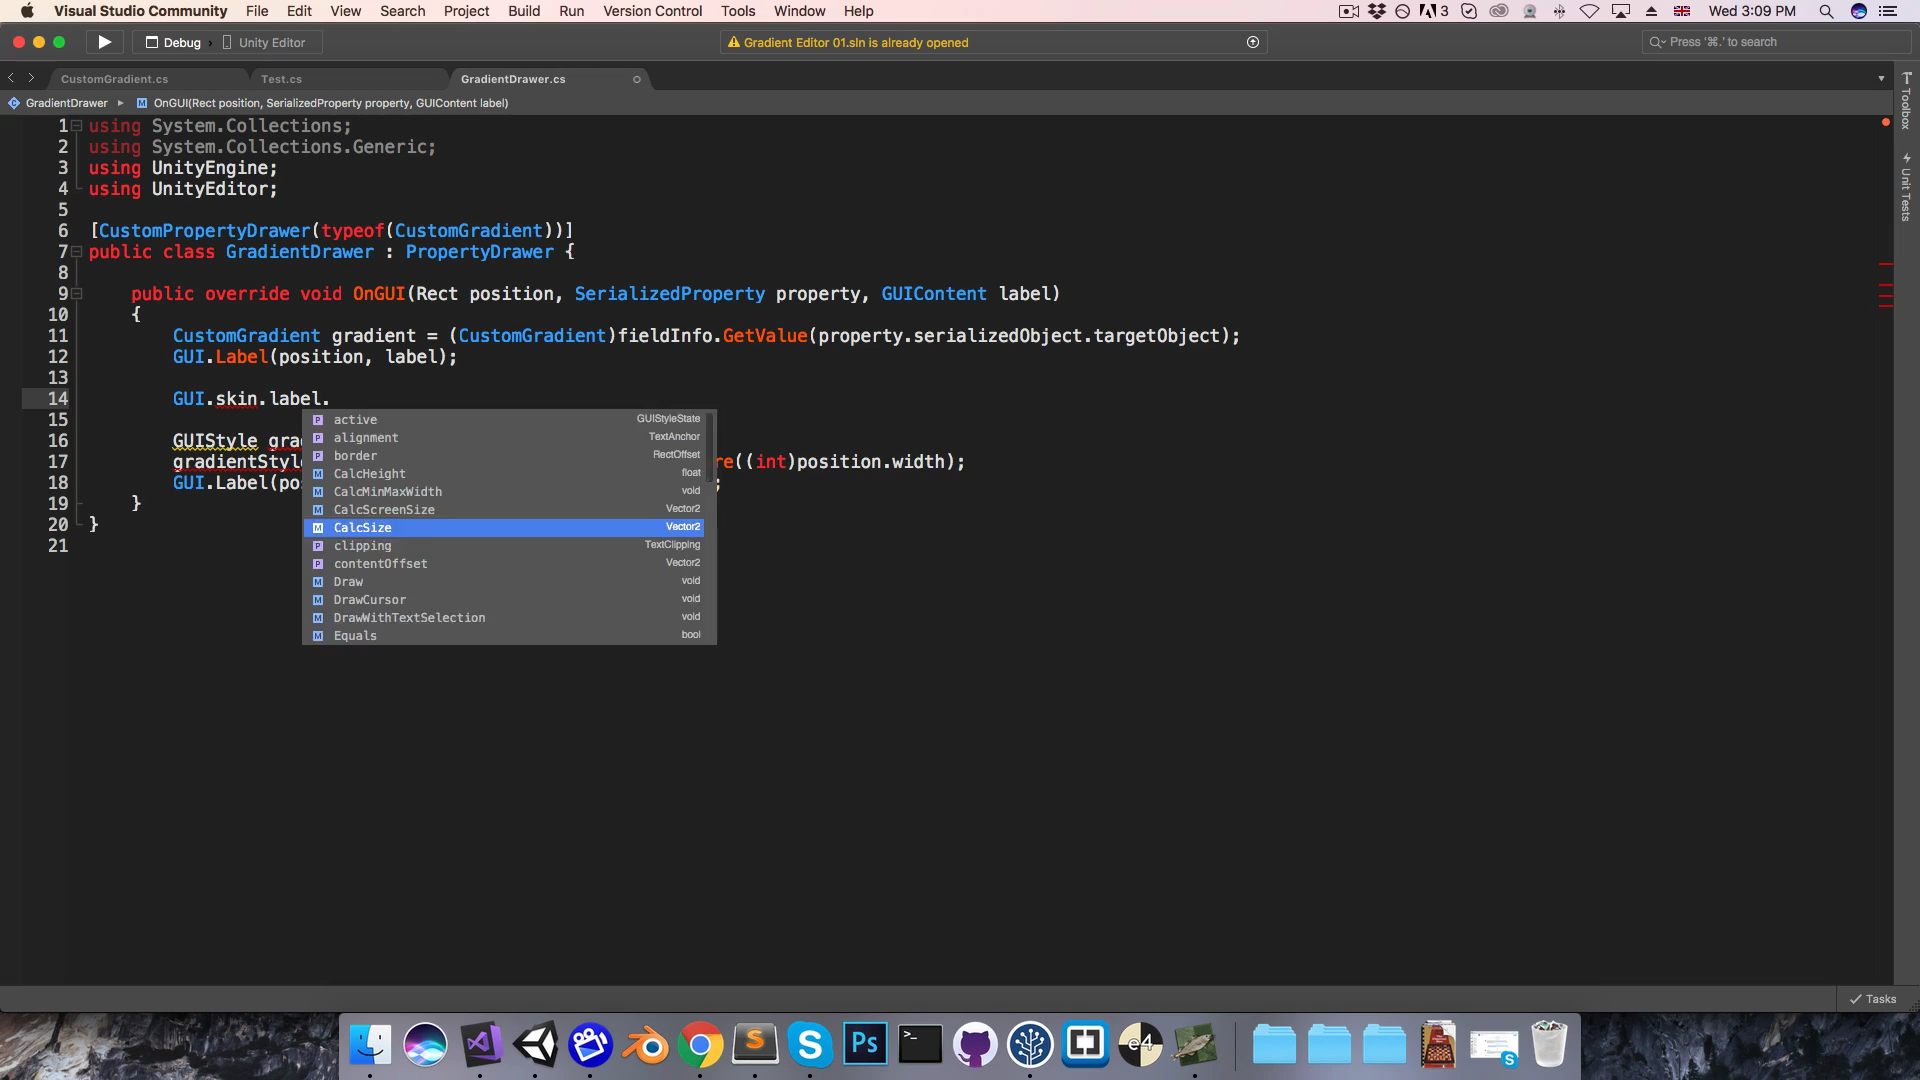 Visual Studio Community File Edit View Search Project Build Run Version Control Tools Window Help 3 Wed 3:09 PM
Debug › Unity Editor Gradient Editor 01.sln is already opened Press '⌘.' to search
CustomGradient.cs Test.cs GradientDrawer.cs
GradientDrawer ▸ M OnGUI(Rect position, SerializedProperty property, GUIContent label)
Toolbox
Unit Tests
1 using System.Collections;
2 using System.Collections.Generic;
3 using UnityEngine;
4 using UnityEditor;
5
6 [CustomPropertyDrawer(typeof(CustomGradient))]
7 public class GradientDrawer : PropertyDrawer {
8
9 public override void OnGUI(Rect position, SerializedProperty property, GUIContent label)
10 {
11 CustomGradient gradient = (CustomGradient)fieldInfo.GetValue(property.serializedObject.targetObject);
12 GUI.Label(position, label);
13
14 GUI.skin.label.
15
16 GUIStyle grad
17 gradientStyle re((int)position.width);
18 GUI.Label(pos ;
19 }
20 }
21
P active GUIStyleState
P alignment TextAnchor
P border RectOffset
M CalcHeight float
M CalcMinMaxWidth void
M CalcScreenSize Vector2
M CalcSize Vector2
P clipping TextClipping
P contentOffset Vector2
M Draw void
M DrawCursor void
M DrawWithTextSelection void
M Equals bool
Tasks
S Ps e4 S